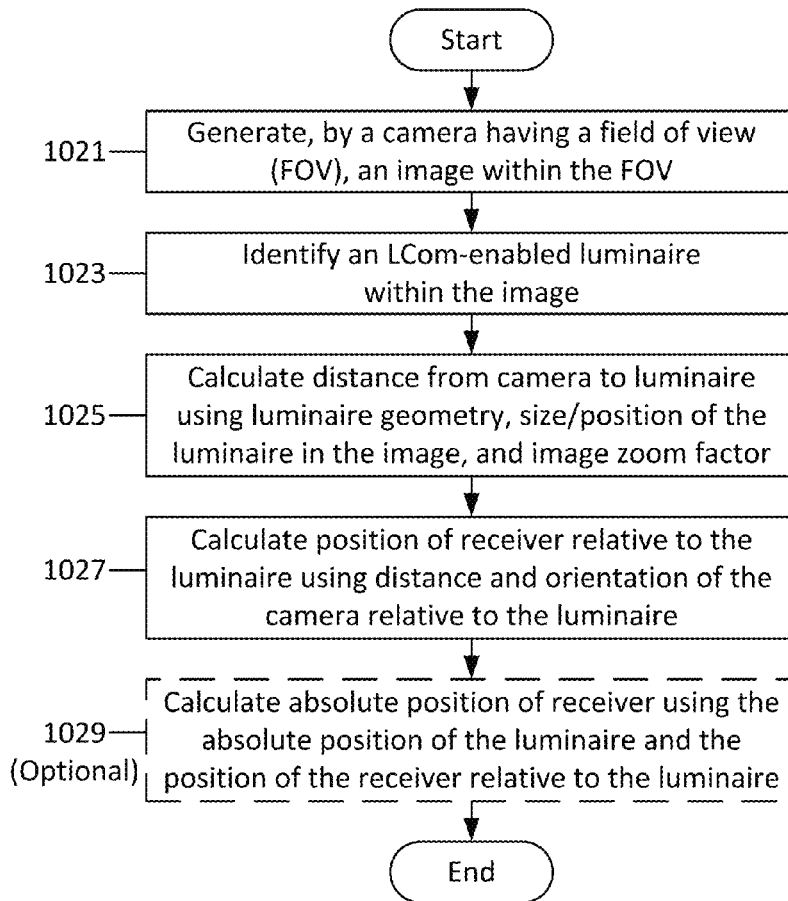 Start
1021
Generate, by a camera having a field of view
(FOV), an image within the FOV
1023
Identify an LCom-enabled luminaire
within the image
1025
Calculate distance from camera to luminaire
using luminaire geometry, size/position of the
luminaire in the image, and image zoom factor
1027
Calculate position of receiver relative to the
luminaire using distance and orientation of the
camera relative to the luminaire
1029
(Optional)
Calculate absolute position of receiver using the
absolute position of the luminaire and the
position of the receiver relative to the luminaire
End